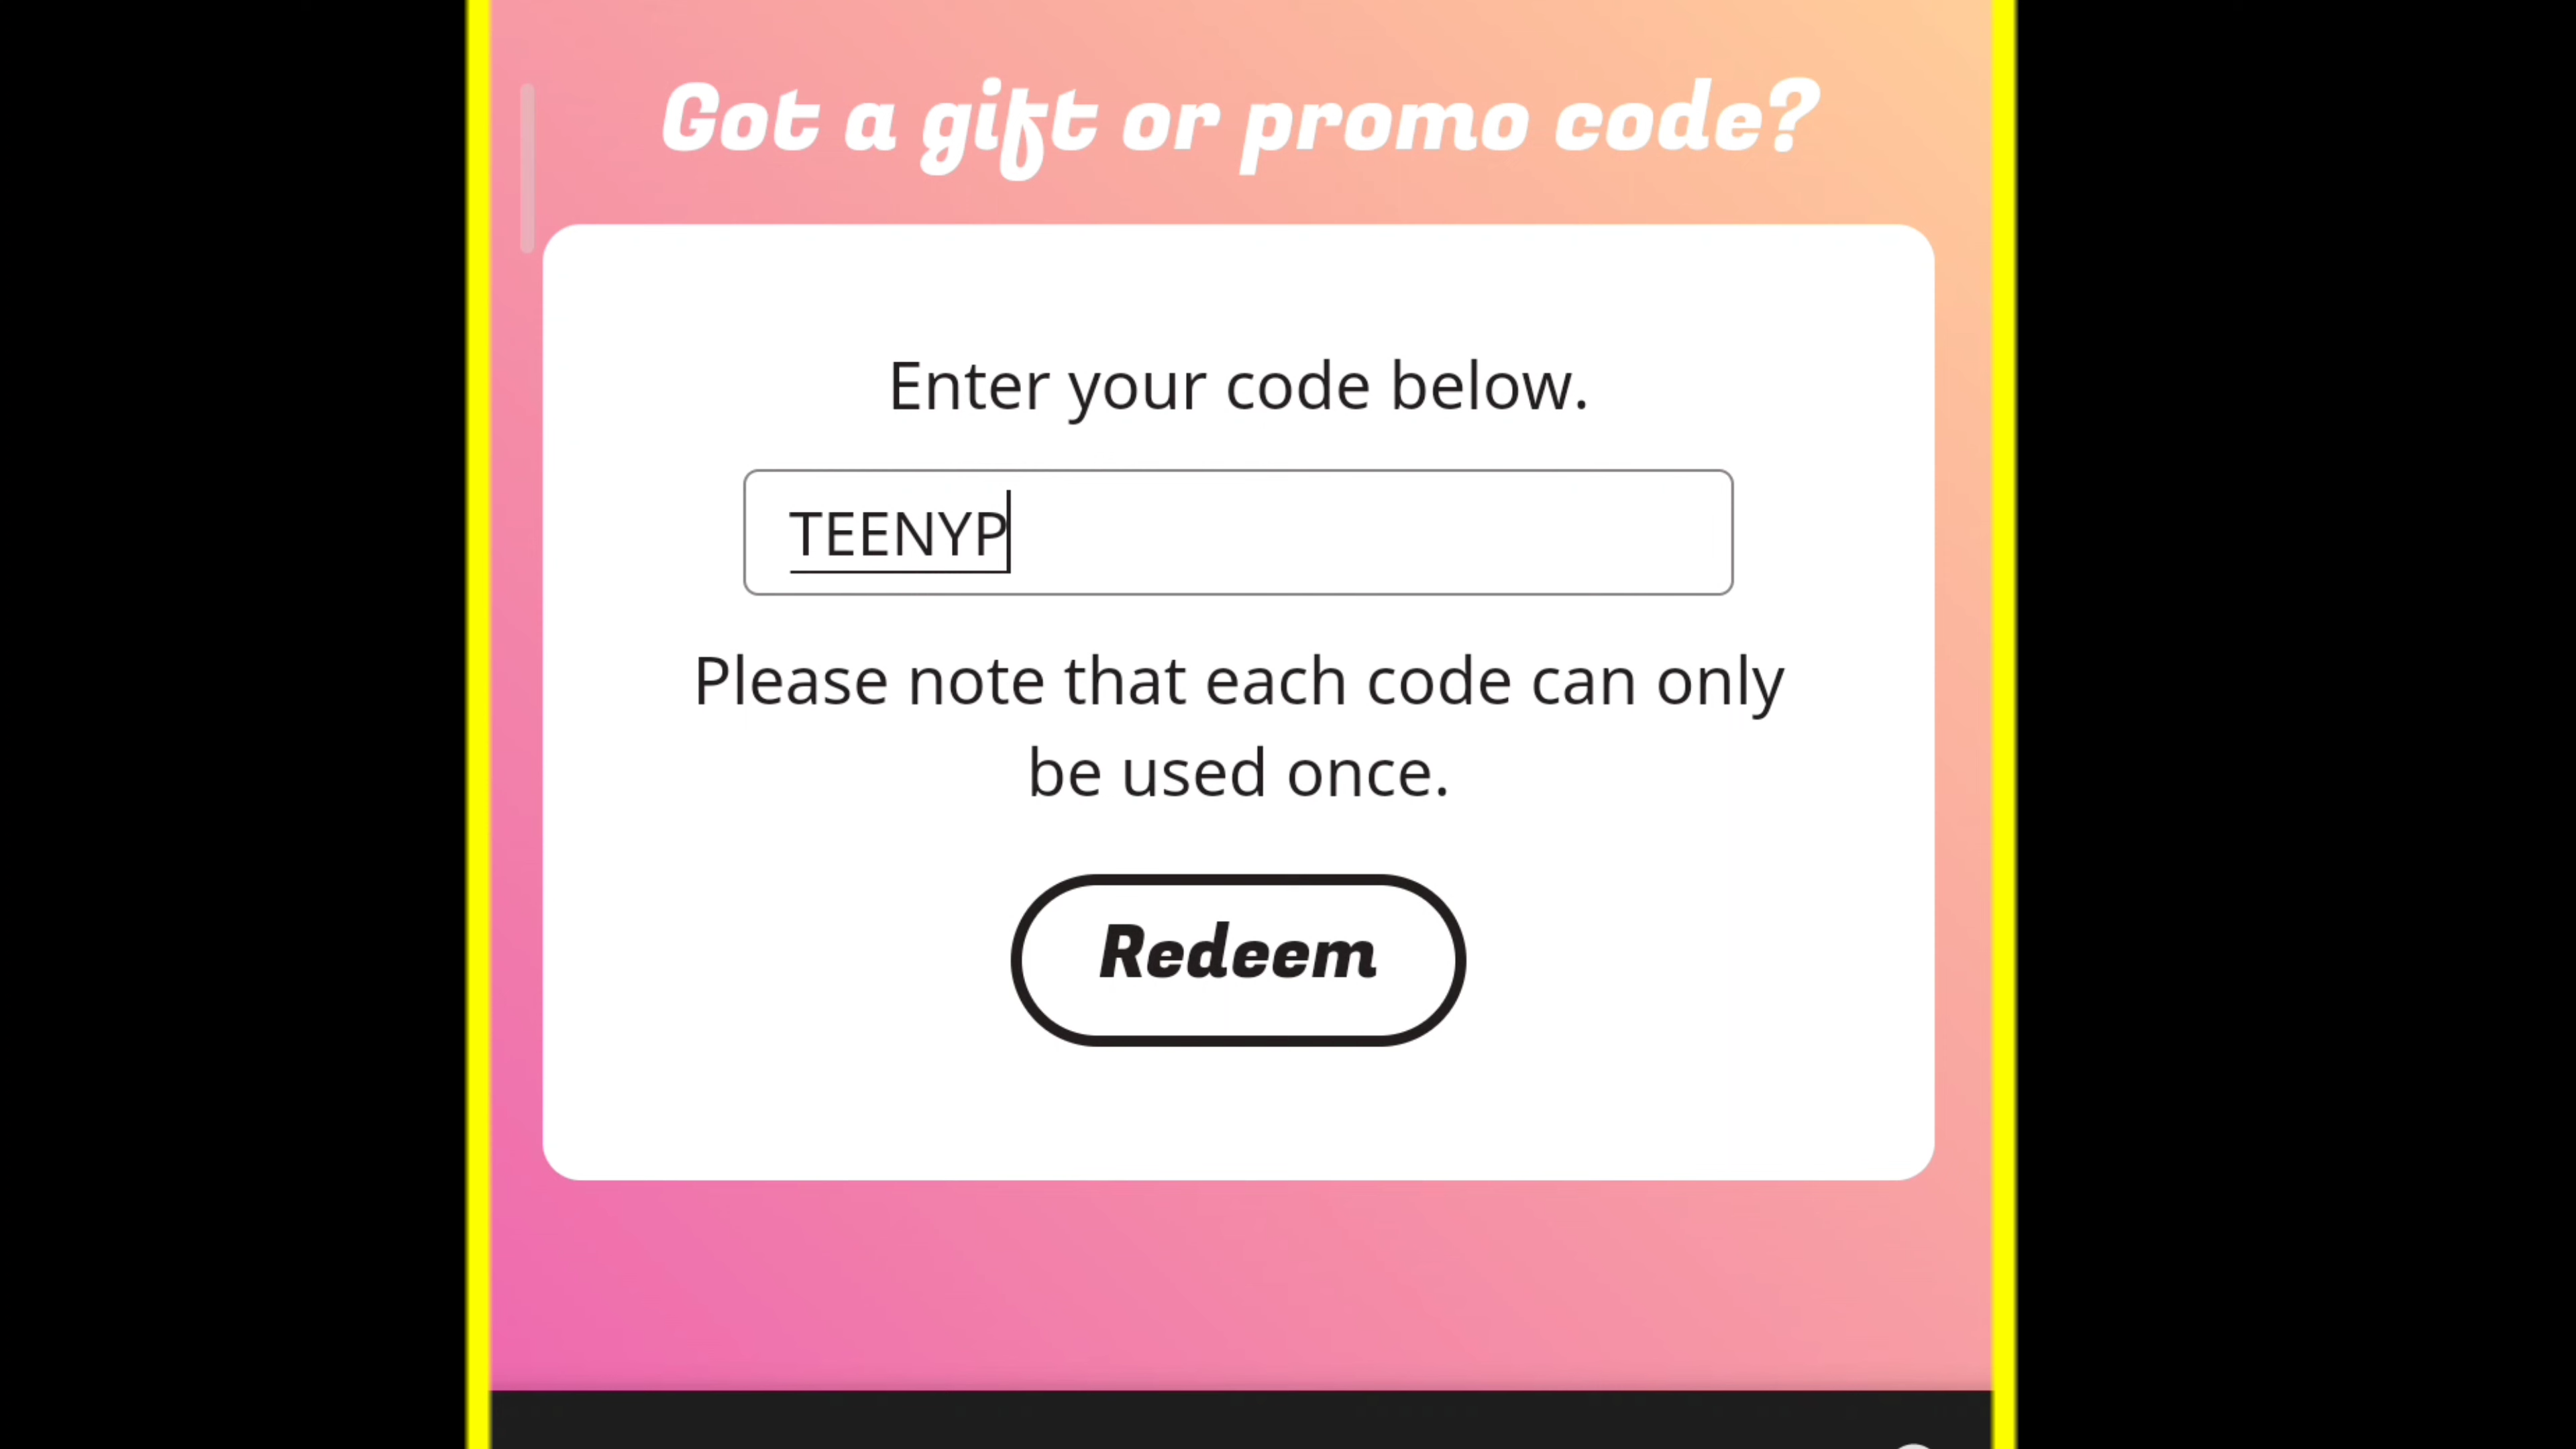 Got a gift or promo code?
Enter your code below.
TEENYP
Please note that each code can only
be used once.
Redeem